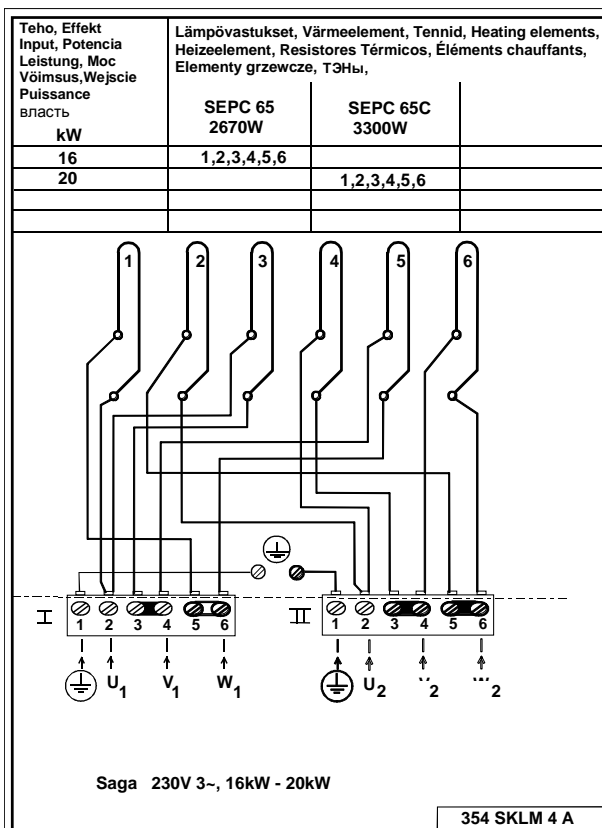 Teho, Effekt
Input, Potencia
Leistung, Moc
Võimsus,Wejscie
Puissance
власть
kW
Lämpövastukset, Värmeelement, Tennid, Heating elements,
Heizeelement, Resistores Térmicos, Éléments chauffants,
Elementy grzewcze, ТЭНы,
SEPC 65
2670W
SEPC 65C
3300W
16
1,2,3,4,5,6
20
1,2,3,4,5,6
1 2 3 4 5 6
I
1 2 3 4 5 6
II
1 2 3 4 5 6
U1 V1 W1
U2 V2 W2
Saga 230V 3~, 16kW - 20kW
354 SKLM 4 A